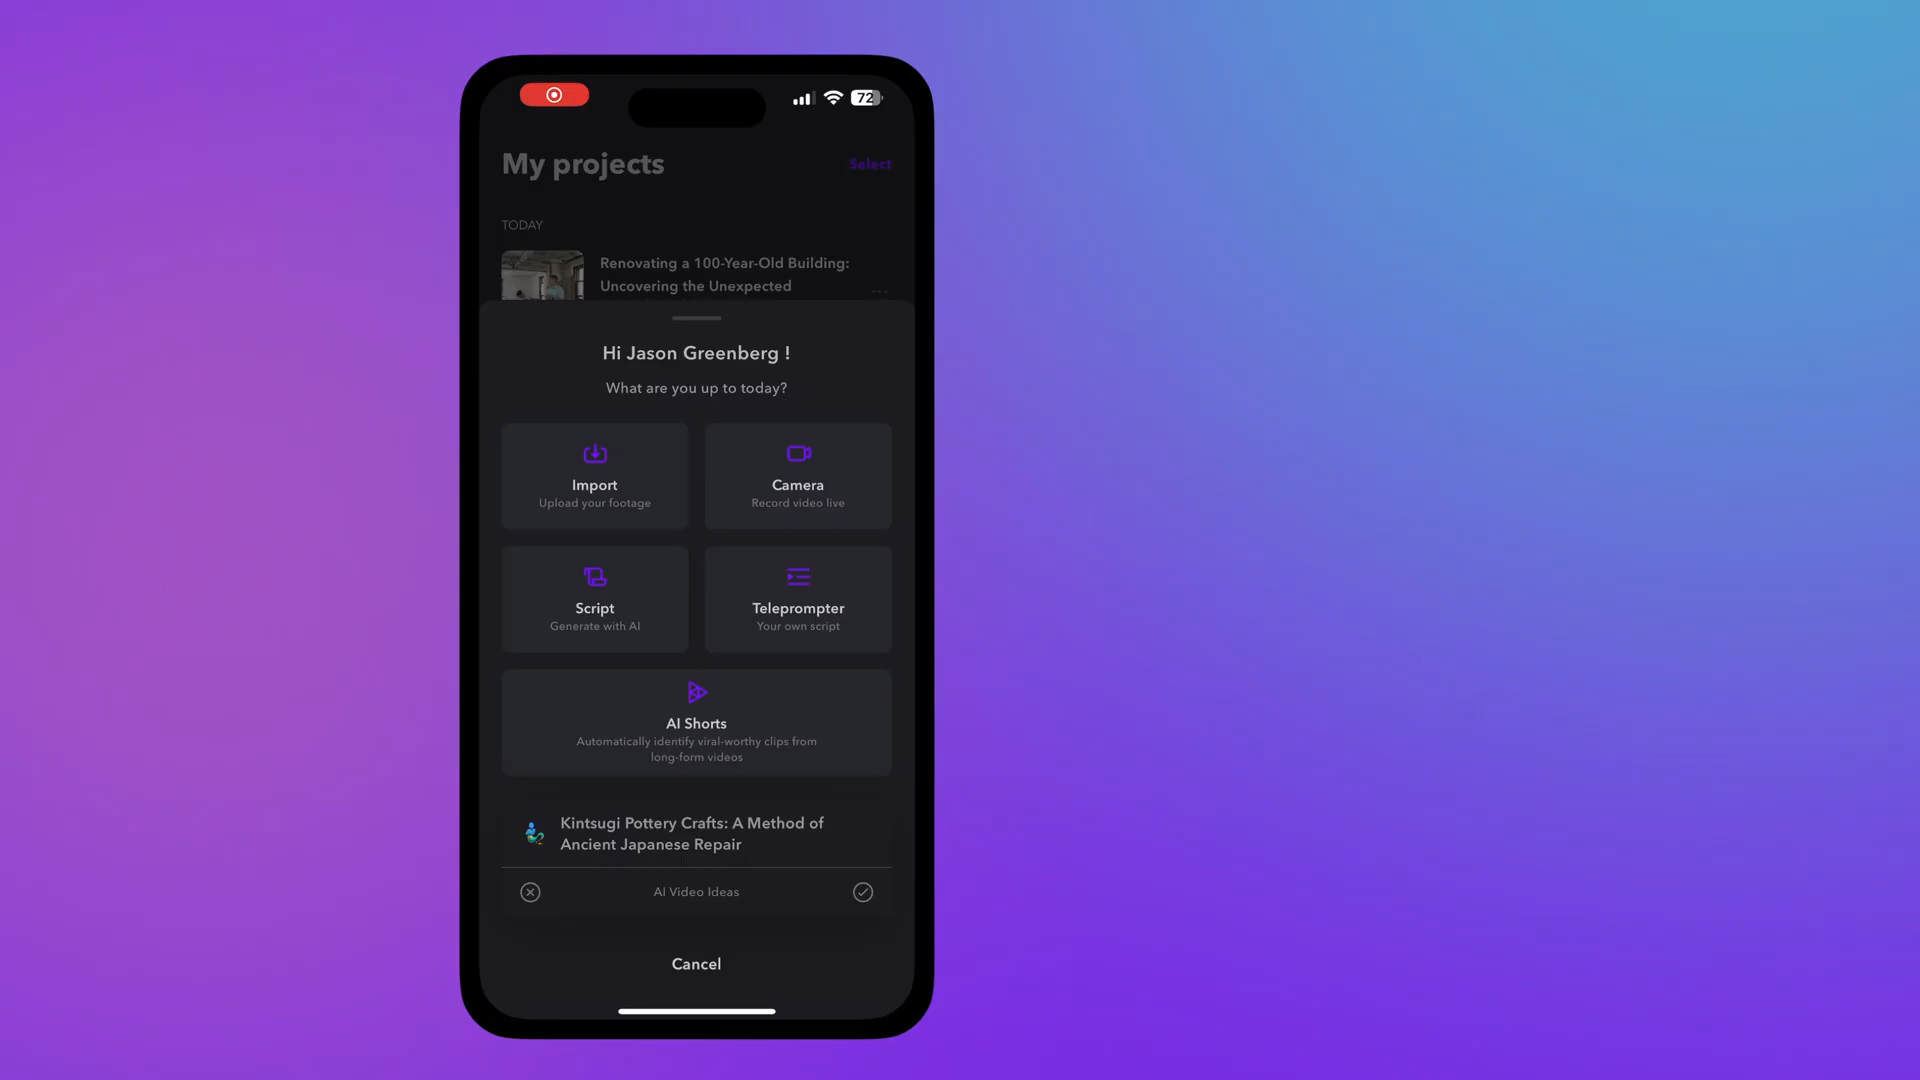 72
My projects
Select
TODAY
Renovating a 100-Year-Old Building:
Uncovering the Unexpected
Hi Jason Greenberg !
What are you up to today?
Import
Upload your footage
Camera
Record video live
Script
Generate with AI
Teleprompter
Your own script
AI Shorts
Automatically identify viral-worthy clips from
long-form videos
Kintsugi Pottery Crafts: A Method of
Ancient Japanese Repair
AI Video Ideas
Cancel